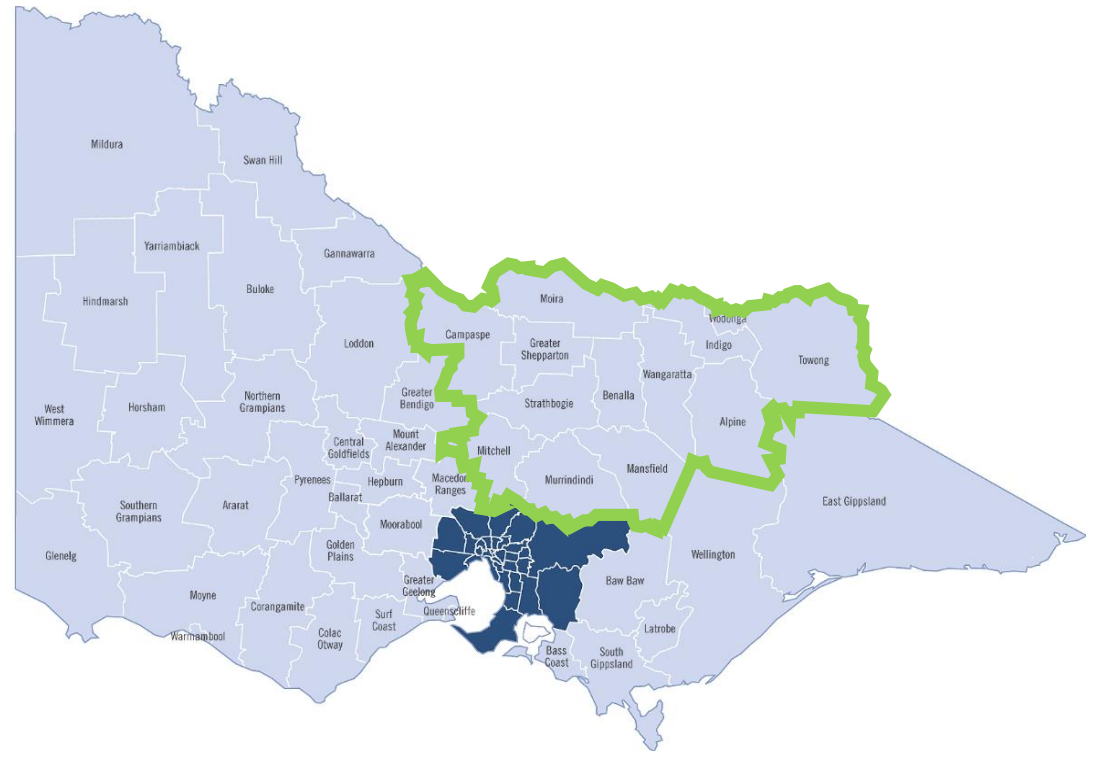 Mildura
Swan Hill
Yarriambiack
Gannawarra
Buloke
Hindmarsh
Loddon
Moira
Wodonga
Campaspe
Greater
Shepparton
Indigo
Towong
Wangaratta
West
Wimmera
Horsham
Northern
Grampians
Greater
Bendigo
Strathbogie
Benalla
Alpine
Central
Goldfields
Mount
Alexander
Mitchell
Mansfield
Pyrenees
Hepburn
Macedon
Ranges
Murrindindi
Ballarat
Southern
Grampians
Ararat
Moorabool
East Gippsland
Glenelg
Golden
Plains
Wellington
Greater
Geelong
Baw Baw
Moyne
Corangamite
Surf
Coast
Queenscliffe
Warrnambool
Colac
Otway
Latrobe
Bass
Coast
South
Gippsland